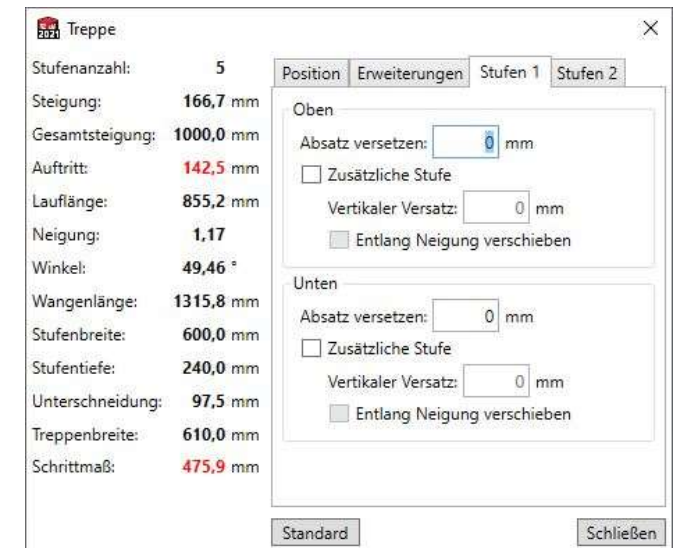 2021 Treppe
Stufenanzahl: 5
Steigung: 166,7 mm
Gesamtsteigung: 1000,0 mm
Auftritt: 142,5 mm
Lauflänge: 855,2 mm
Neigung: 1,17
Winkel: 49,46 °
Wangenlänge: 1315,8 mm
Stufenbreite: 600,0 mm
Stufentiefe: 240,0 mm
Unterschneidung: 97,5 mm
Treppenbreite: 610,0 mm
Schrittmaß: 475,9 mm
Position Erweiterungen Stufen 1 Stufen 2
Oben
Absatz versetzen: 0 mm
Zusätzliche Stufe
Vertikaler Versatz: 0 mm
Entlang Neigung verschieben
Unten
Absatz versetzen: 0 mm
Zusätzliche Stufe
Vertikaler Versatz: 0 mm
Entlang Neigung verschieben
Standard Schließen